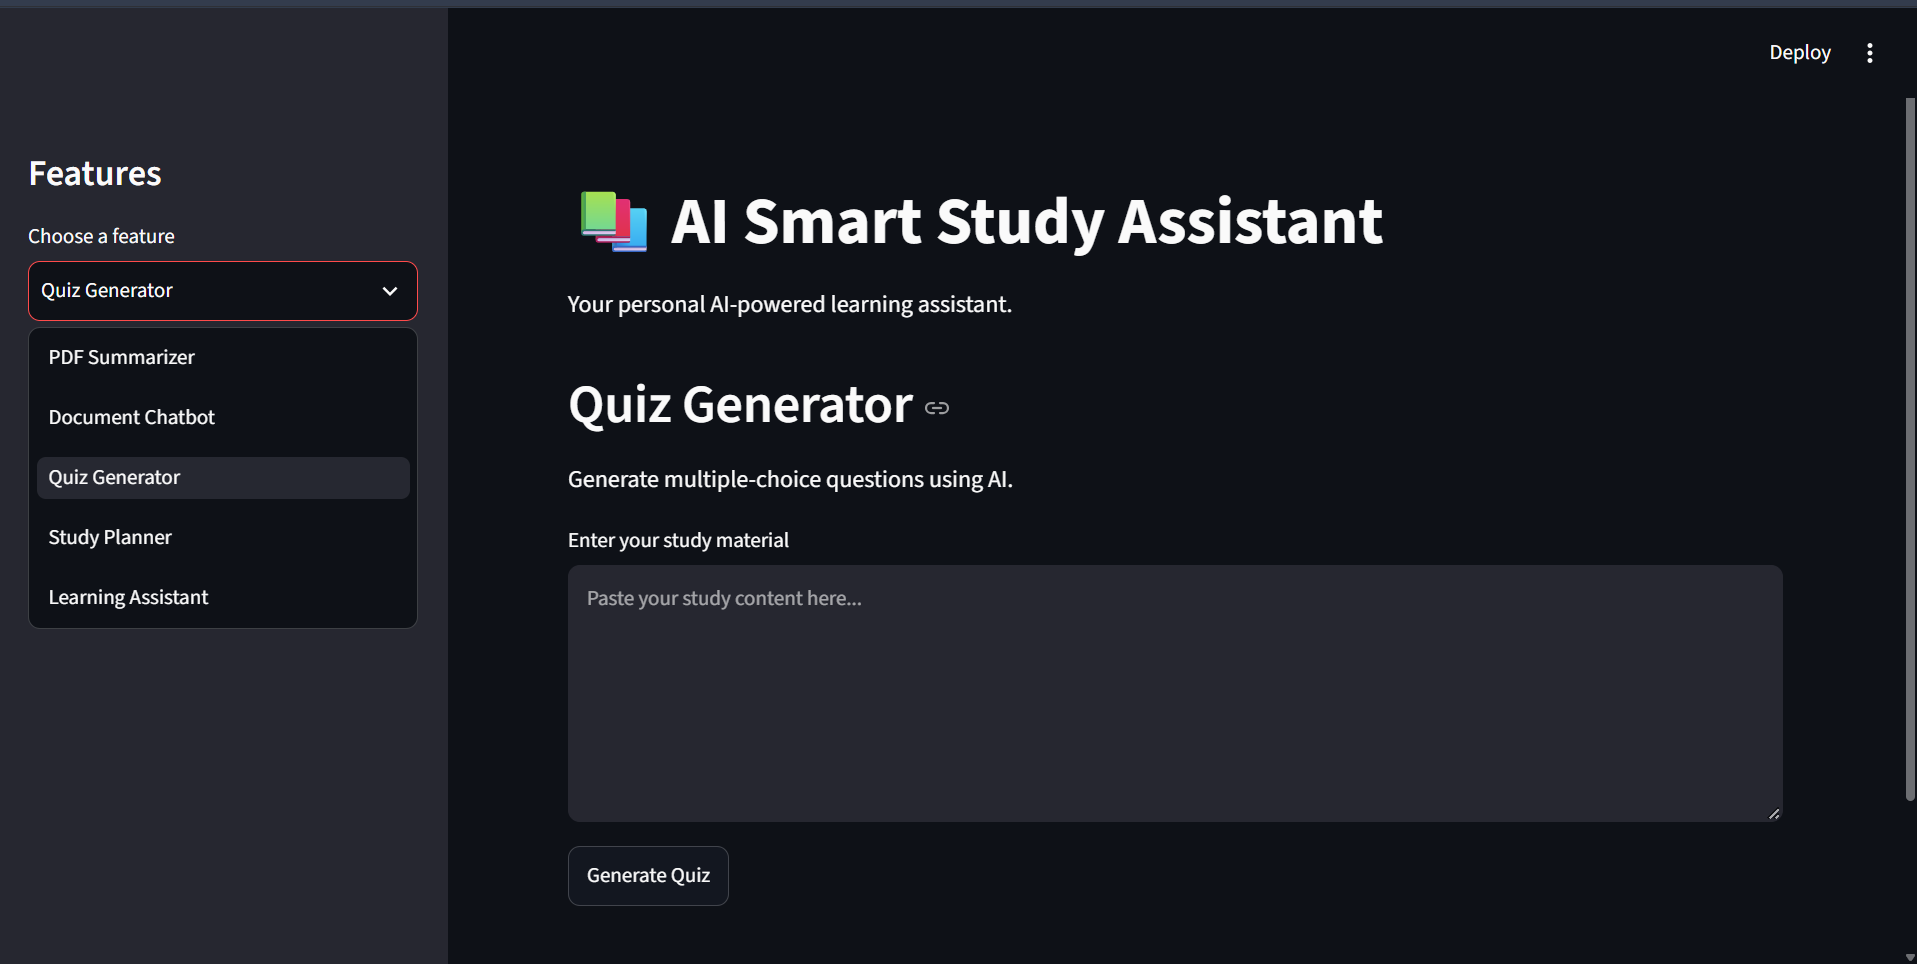 Deploy
Features
Choose a feature
Quiz Generator
PDF Summarizer
Document Chatbot
Quiz Generator
Study Planner
Learning Assistant
AI Smart Study Assistant
Your personal AI-powered learning assistant.
Quiz Generator
Generate multiple-choice questions using AI.
Enter your study material
Paste your study content here...
Generate Quiz